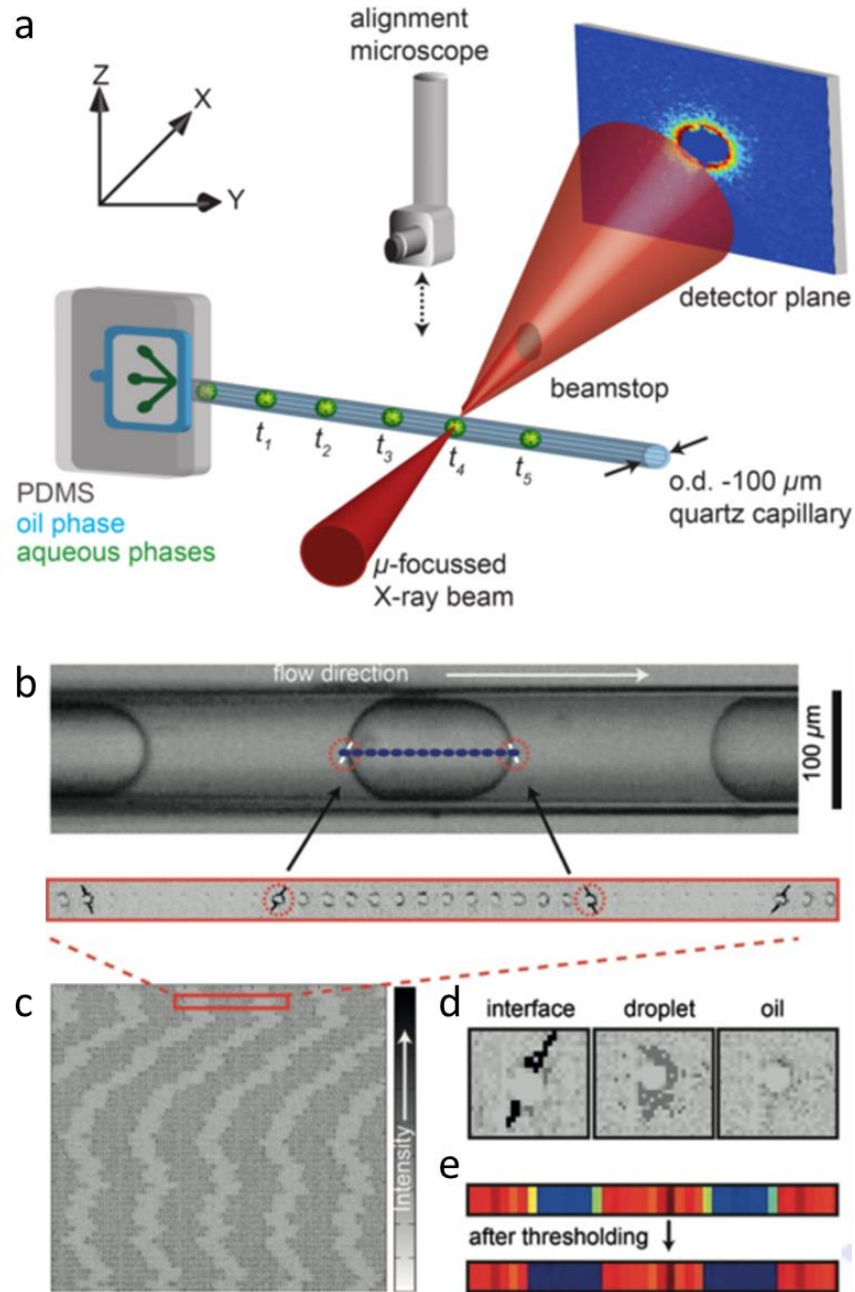 a
alignment
microscope
Z
X
Y
detector plane
beamstop
t1
t2
t3
t4
t5
o.d. -100 µm
quartz capillary
PDMS
oil phase
aqueous phases
µ-focussed
X-ray beam
b
flow direction
100 µm
c
Intensity
d
interface
droplet
oil
e
after thresholding